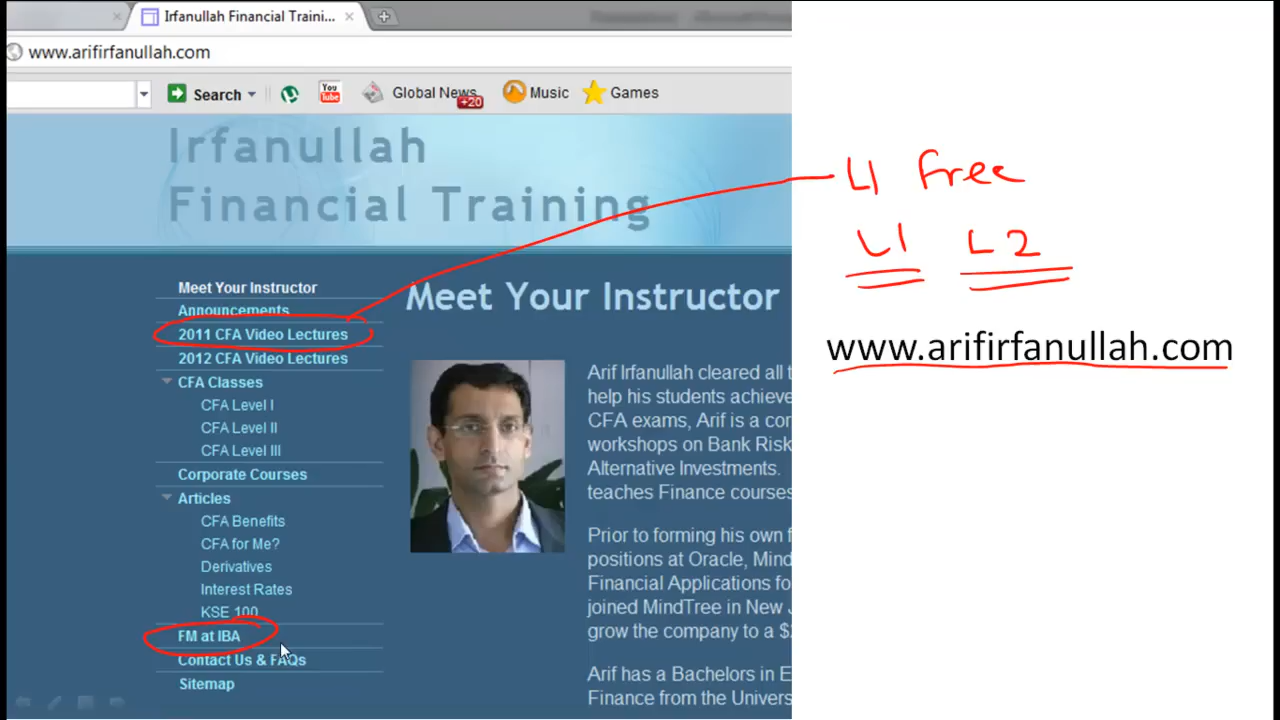 Irfanullah Financial Traini...
www.arifirfanullah.com
Search
You
Tube
Global News
+20
Music
Games
Irfanullah
Financial Training
Meet Your Instructor
Announcements
2011 CFA Video Lectures
2012 CFA Video Lectures
CFA Classes
CFA Level I
CFA Level II
CFA Level III
Corporate Courses
Articles
CFA Benefits
CFA for Me?
Derivatives
Interest Rates
KSE 100
FM at IBA
Contact Us & FAQs
Sitemap
Meet Your Instructor
Arif Irfanullah cleared all t
help his students achieve
CFA exams, Arif is a cor
workshops on Bank Risk
Alternative Investments.
teaches Finance courses
Prior to forming his own f
positions at Oracle, Mind
Financial Applications fo
joined MindTree in New J
grow the company to a $2
Arif has a Bachelors in E
Finance from the Univers
L1 Free
L1 L2
www.arifirfanullah.com